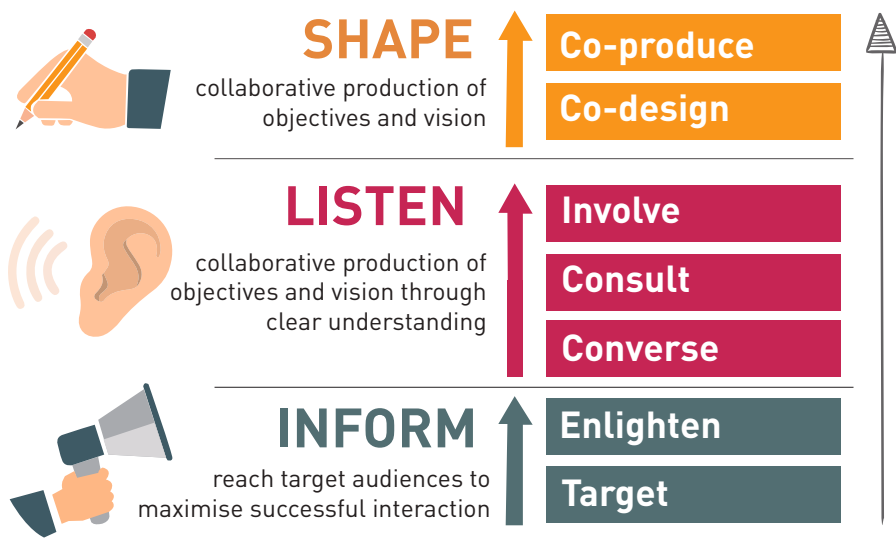 SHAPE
collaborative production of
objectives and vision
Co-produce
Co-design
LISTEN
collaborative production of
objectives and vision through
clear understanding
Involve
Consult
Converse
INFORM
reach target audiences to
maximise successful interaction
Enlighten
Target